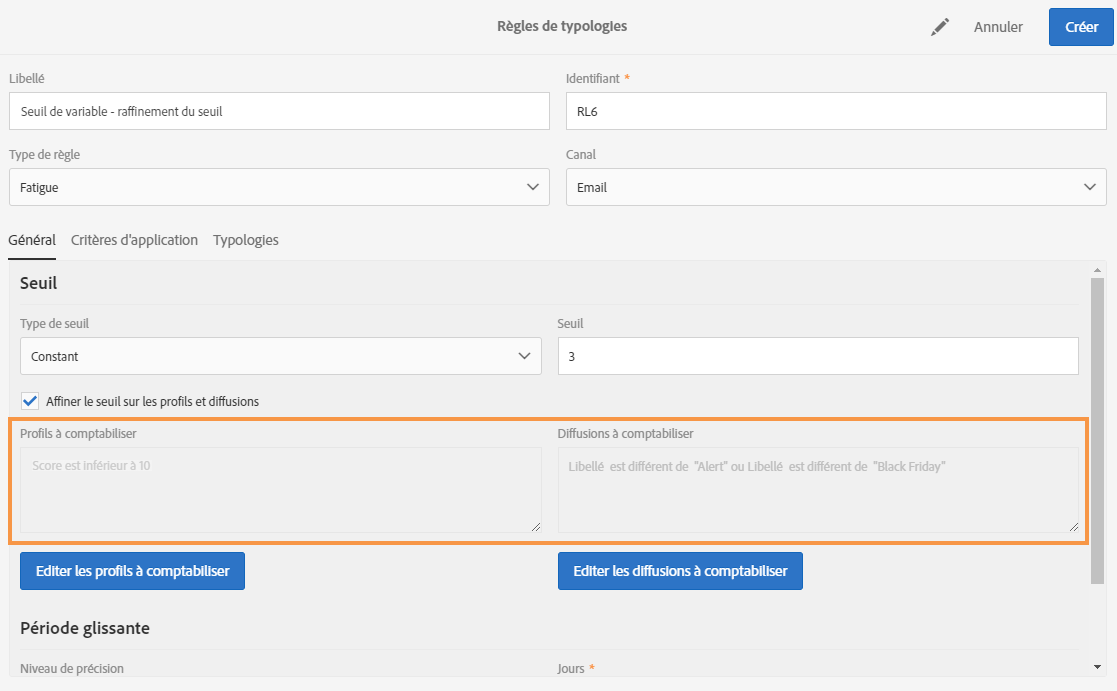 Règles de typologies
Annuler
Créer
Libellé
Identifiant *
Seuil de variable - raffinement du seuil
RL6
Type de règle
Canal
Fatigue
Email
Général Critères d'application Typologies
Seuil
Type de seuil
Seuil
Constant
3
Affiner le seuil sur les profils et diffusions
Profils à comptabiliser
Diffusions à comptabiliser
Score est inférieur à 10
Libellé est différent de "Alert" ou Libellé est différent de "Black Friday"
Editer les profils à comptabiliser
Editer les diffusions à comptabiliser
Période glissante
Niveau de précision
Jours *